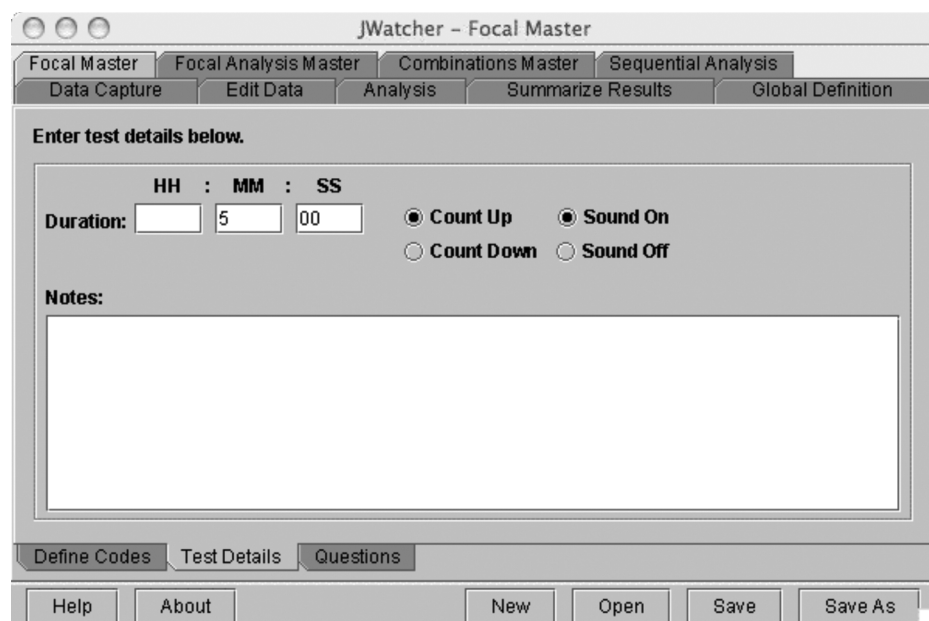 JWatcher – Focal Master
Focal Master Focal Analysis Master Combinations Master Sequential Analysis
Data Capture Edit Data Analysis Summarize Results Global Definition
Enter test details below.
HH : MM : SS
Duration: 5 00 Count Up Sound On
Count Down Sound Off
Notes:
Define Codes Test Details Questions
Help About New Open Save Save As